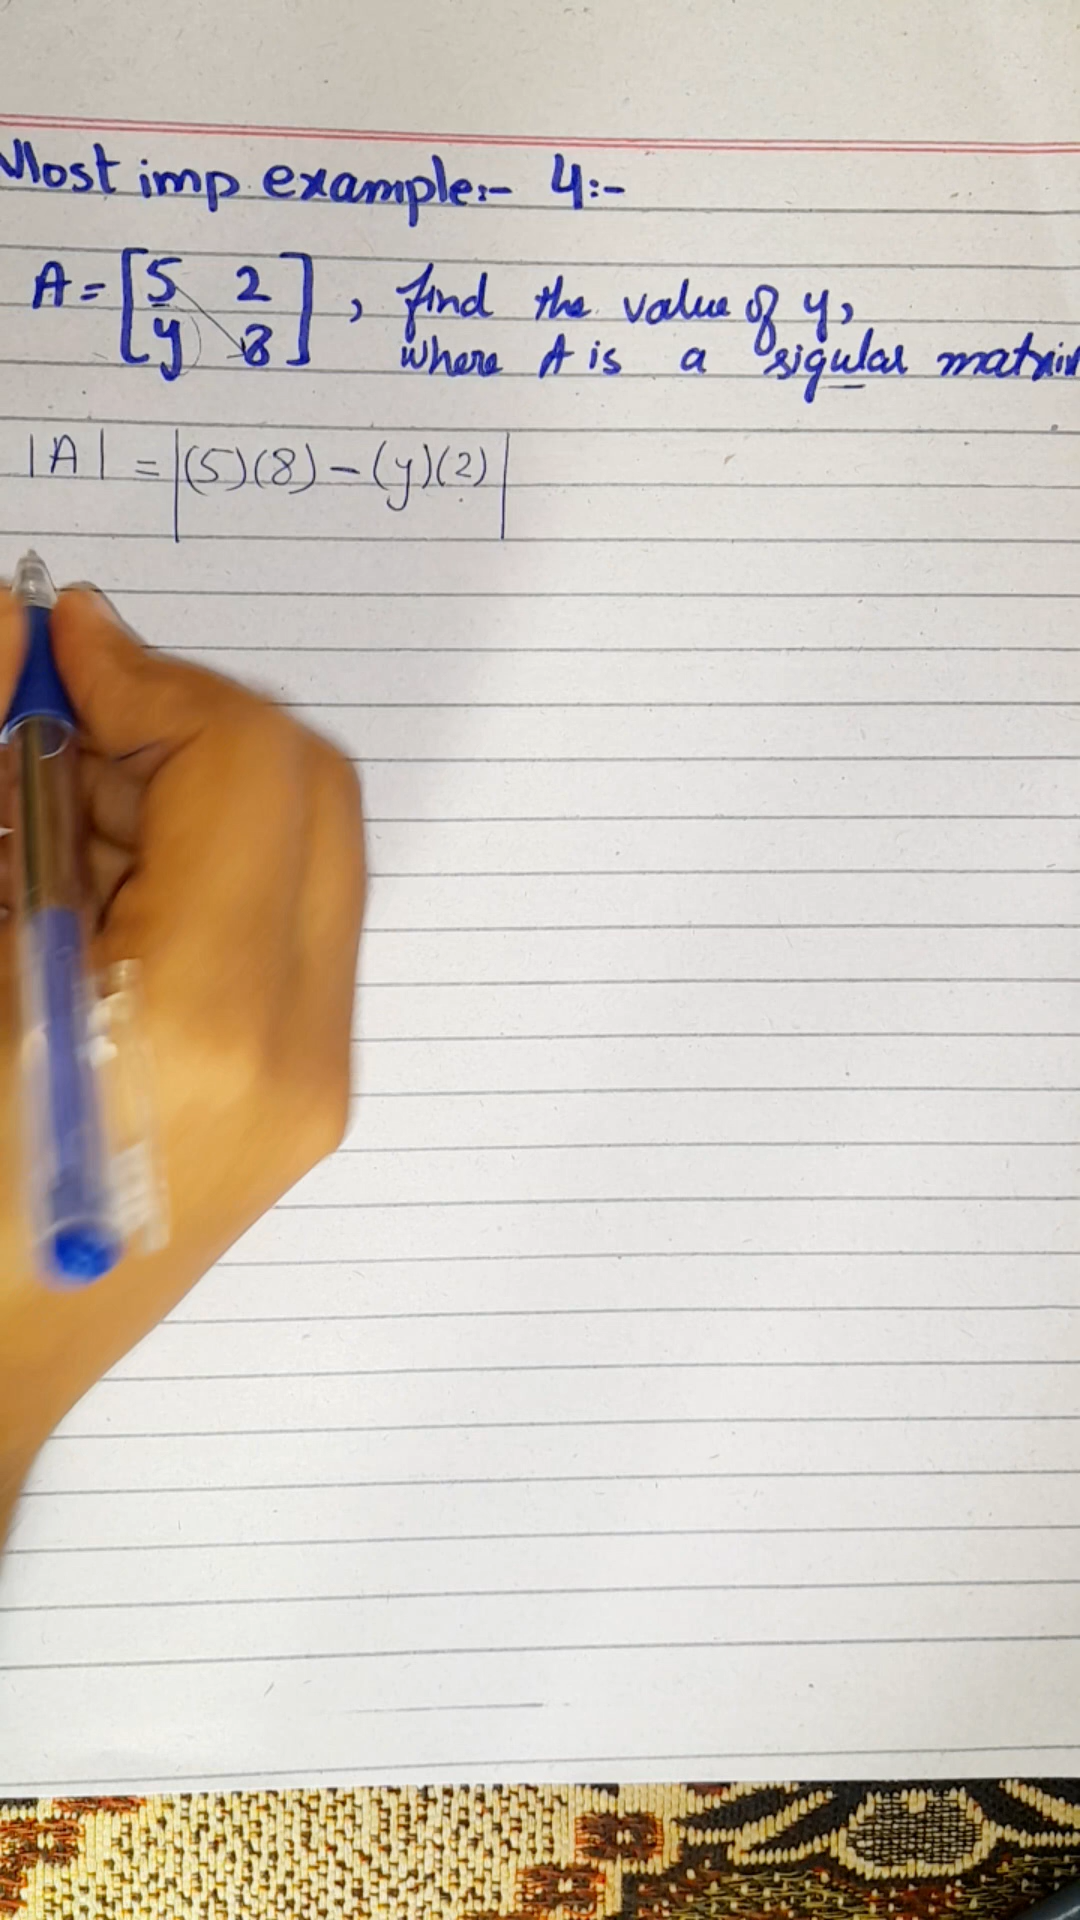 Most imp. example:- 4:-
A = [5 2
y 8] , find the value of y,
where A is a sigular matrix
|A| = |(5)(8) - (y)(2)|